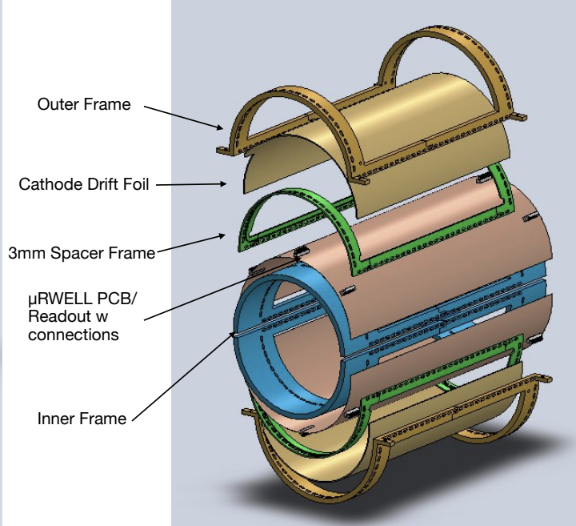 Outer Frame
Cathode Drift Foil
3mm Spacer Frame
µRWELL PCB/
Readout w
connections
Inner Frame